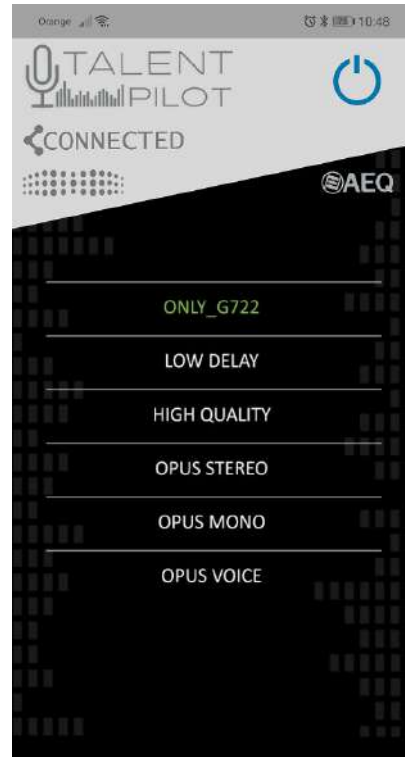 Orange
10:48
TALENT
PILOT
CONNECTED
AEQ
ONLY_G722
LOW DELAY
HIGH QUALITY
OPUS STEREO
OPUS MONO
OPUS VOICE